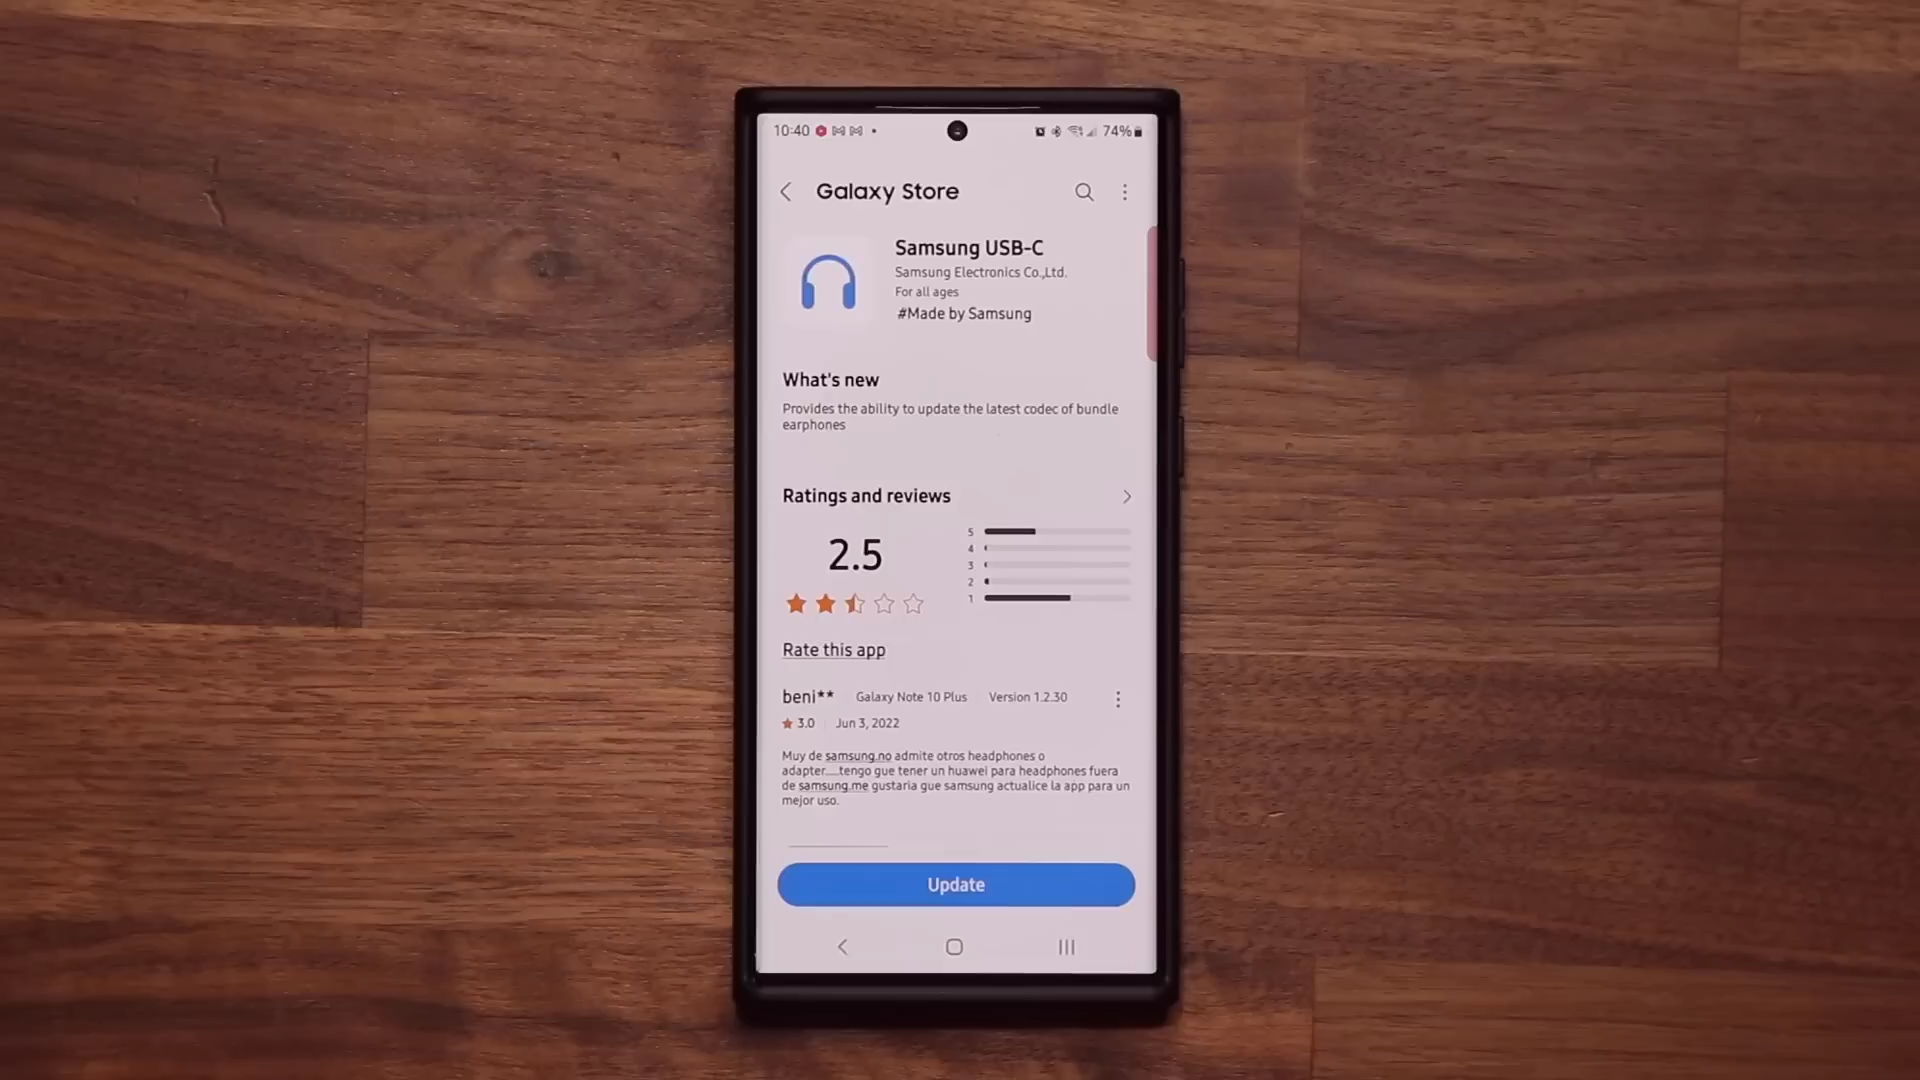 10:40
74%
Galaxy Store
Samsung USB-C
Samsung Electronics Co.,Ltd.
For all ages
#Made by Samsung
What's new
Provides the ability to update the latest codec of bundle
earphones
Ratings and reviews
2.5
5
4
3
2
1
Rate this app
beni** Galaxy Note 10 Plus Version 1.2.30
3.0 Jun 3, 2022
Muy de samsung.no admite otros headphones o
adapter.....tengo gue tener un huawei para headphones fuera
de samsung.me gustaria gue samsung actualice la app para un
mejor uso.
Update